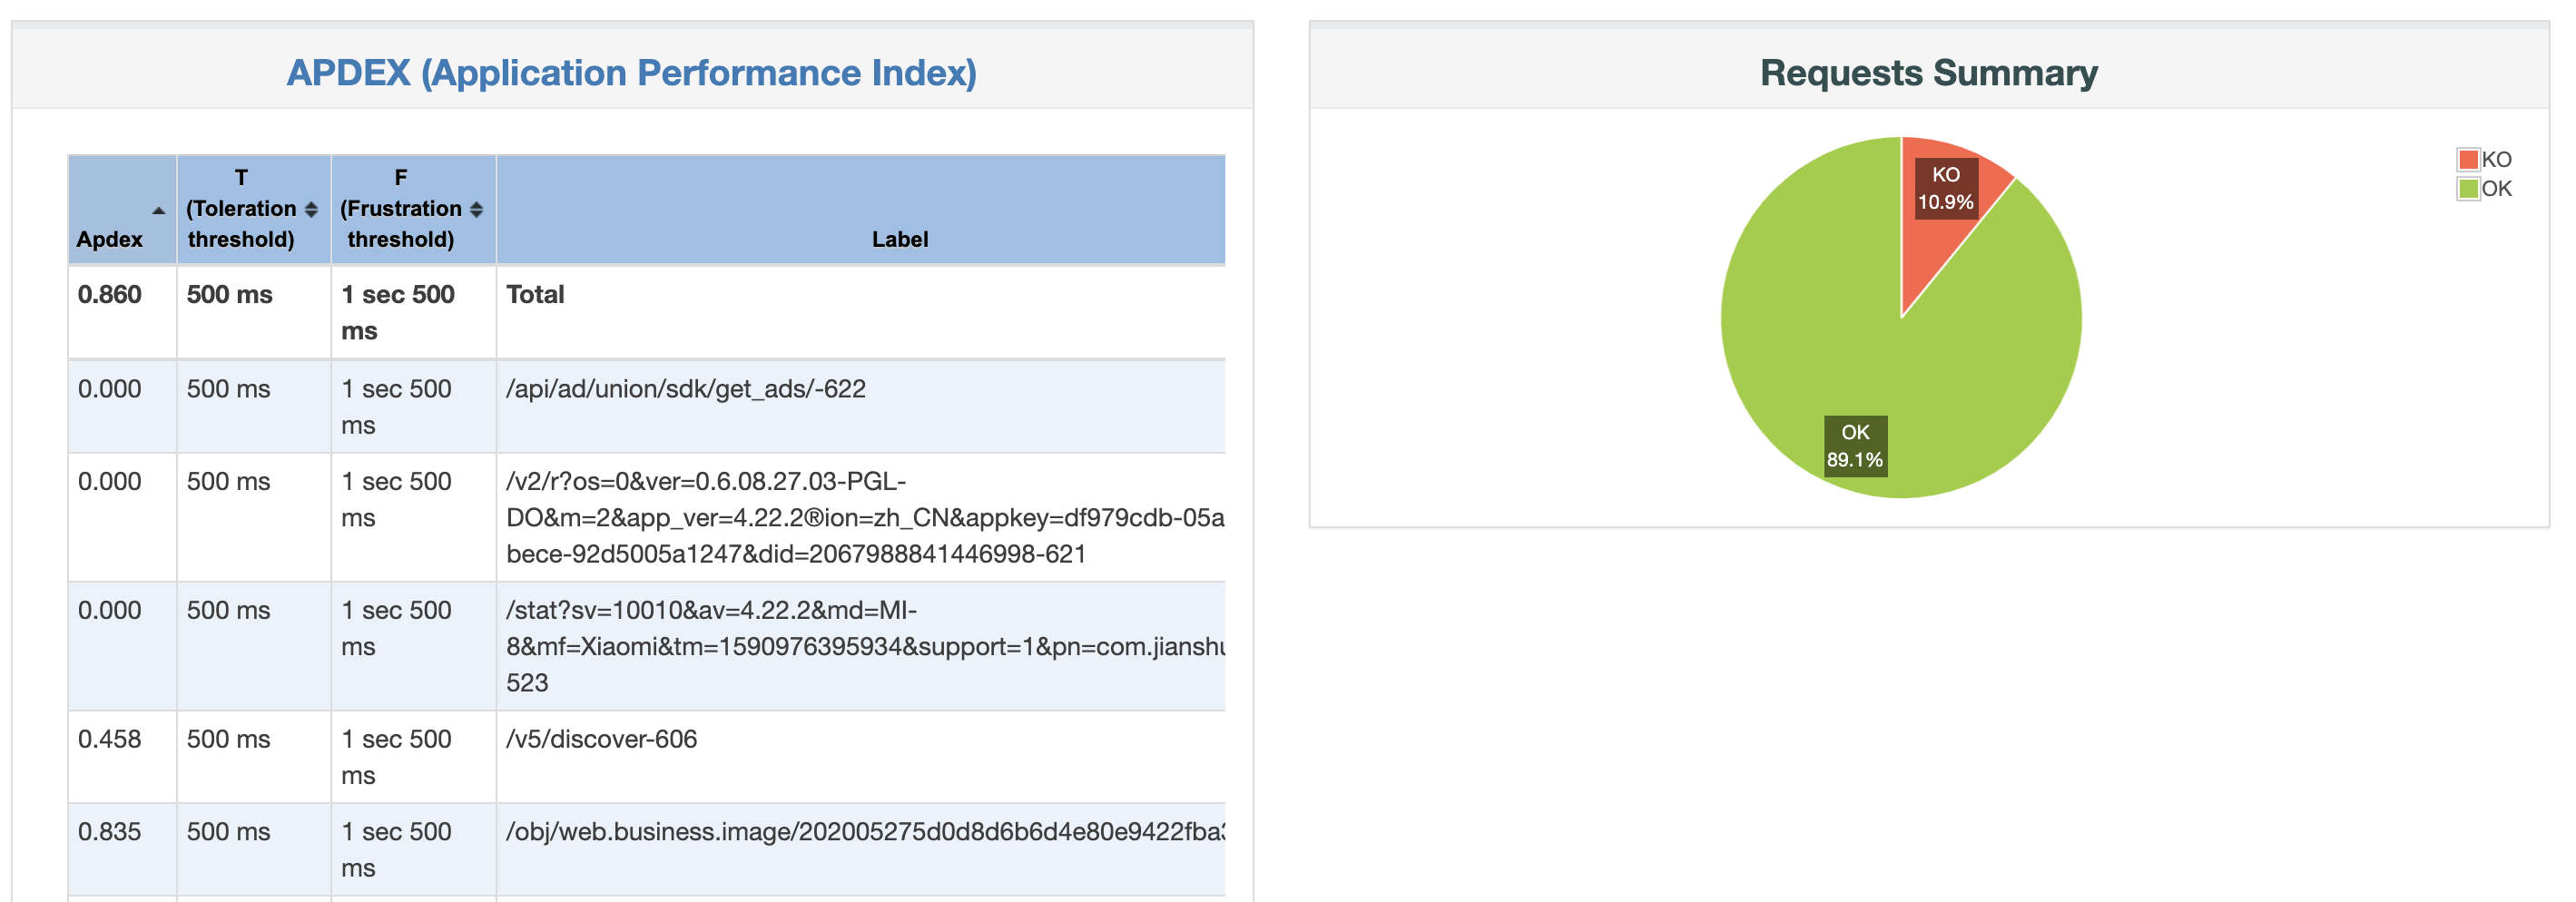 APDEX (Application Performance Index)
Apdex
T
(Toleration
threshold)
F
(Frustration
threshold)
Label
0.860
500 ms
1 sec 500
ms
Total
0.000
500 ms
1 sec 500
ms
/api/ad/union/sdk/get_ads/-622
0.000
500 ms
1 sec 500
ms
/v2/r?os=0&ver=0.6.08.27.03-PGL-
DO&m=2&app_ver=4.22.2®ion=zh_CN&appkey=df979cdb-05a
bece-92d5005a1247&did=2067988841446998-621
0.000
500 ms
1 sec 500
ms
/stat?sv=10010&av=4.22.2&md=MI-
8&mf=Xiaomi&tm=1590976395934&support=1&pn=com.jianshu
523
0.458
500 ms
1 sec 500
ms
/v5/discover-606
0.835
500 ms
1 sec 500
ms
/obj/web.business.image/202005275d0d8d6b6d4e80e9422fba3
Requests Summary
KO
10.9%
OK
89.1%
KO
OK